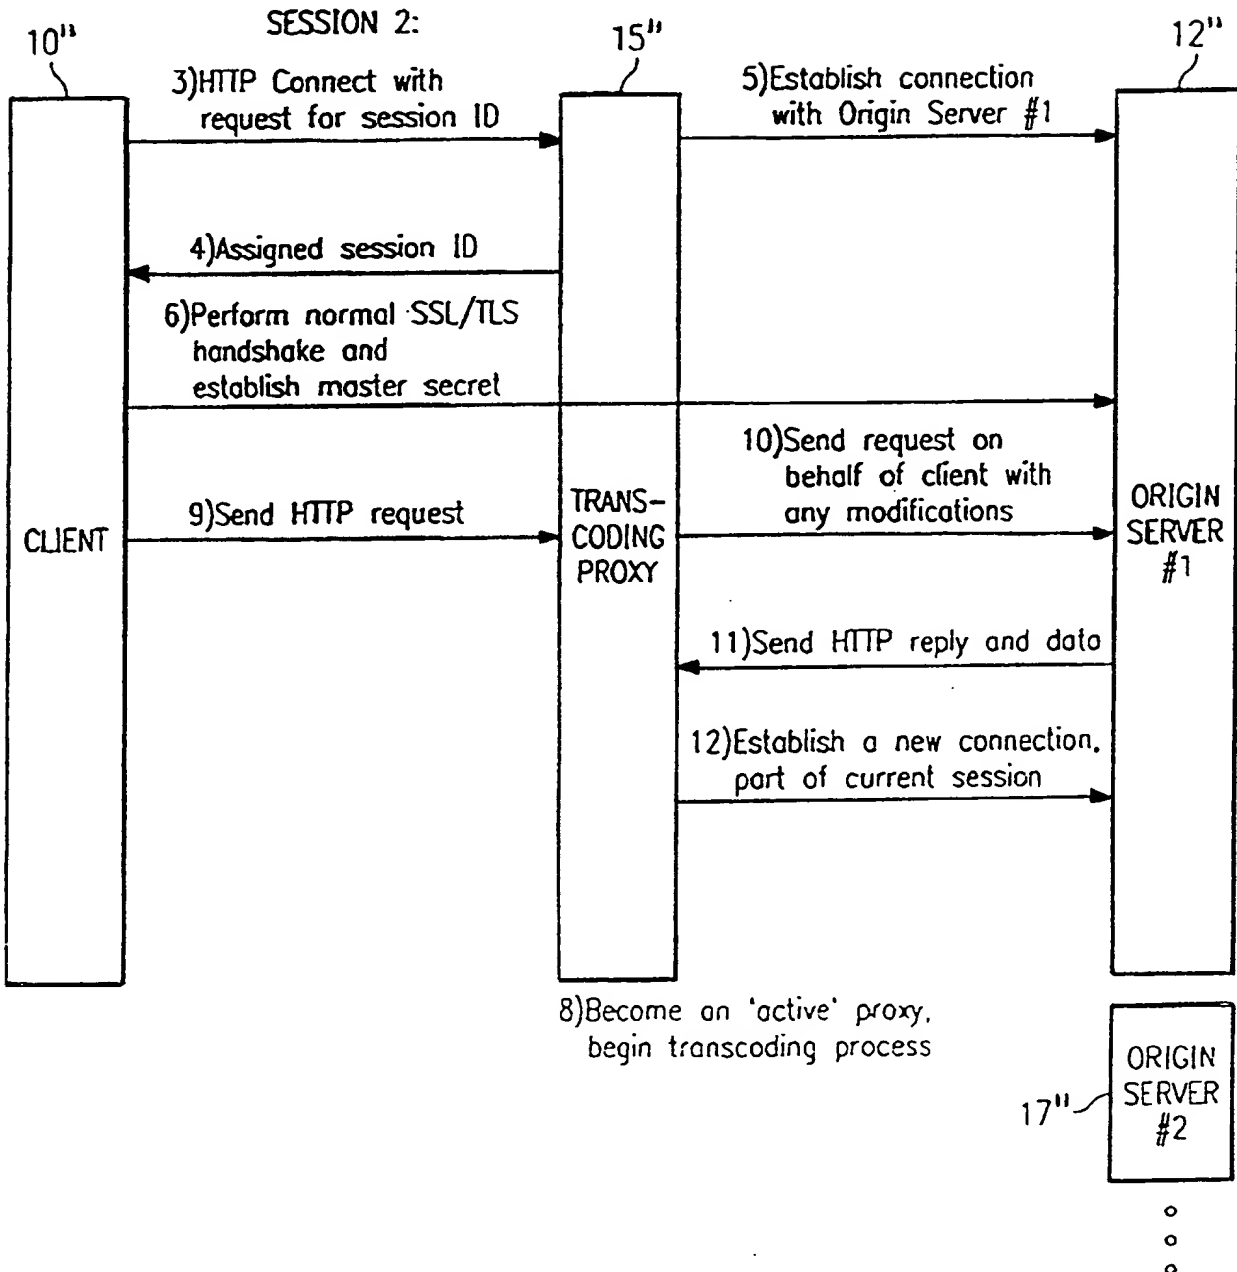 SESSION 2:
10"
15"
12"
3)HTTP Connect with
request for session ID
5)Establish connection
with Origin Server #1
4)Assigned session ID
6)Perform normal SSL/TLS
handshake and
establish master secret
10)Send request on
behalf of client with
any modifications
9)Send HTTP request
CLIENT
TRANS-
CODING
PROXY
ORIGIN
SERVER
#1
11)Send HTTP reply and data
12)Establish a new connection,
part of current session
8)Become an 'active' proxy,
begin transcoding process
ORIGIN
SERVER
#2
17"